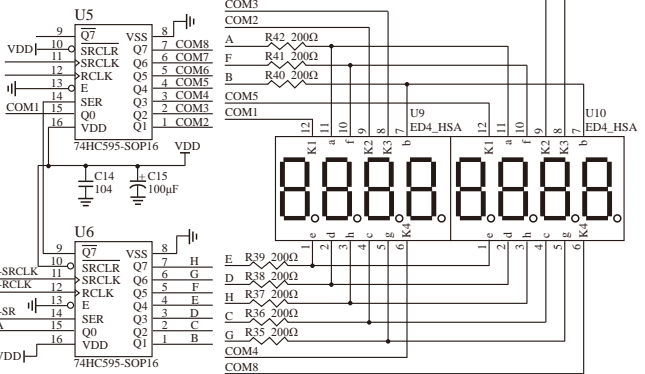 U5
9 Q7 VSS 8
VDD 10 SRCLR Q7 7 COM8
11 SRCLK Q6 6 COM7
12 RCLK Q5 5 COM6
13 E Q4 4 COM5
14 SER Q3 3 COM4
COM1 15 Q0 Q2 2 COM3
16 VDD Q1 1 COM2
74HC595-SOP16
VDD
C14
104
+ C15
100μF
U6
9 Q7 VSS 8
10 SRCLR Q7 7 H
-SRCLK 11 SRCLK Q6 6 G
-RCLK 12 RCLK Q5 5 F
13 E Q4 4 E
-SR 14 SER Q3 3 D
15 Q0 Q2 2 C
VDD 16 VDD Q1 1 B
74HC595-SOP16
COM3
COM2
A R42 200Ω
F R41 200Ω
B R40 200Ω
COM5
COM1
12 11 10 9 8 7
K1 a f K2 K3 b
U9
ED4_HSA
12 11 10 9 8 7
K1 a f K2 K3 b
U10
ED4_HSA
e d h c g K4
1 2 3 4 5 6
e d h c g K4
1 2 3 4 5 6
E R39 200Ω
D R38 200Ω
H R37 200Ω
C R36 200Ω
G R35 200Ω
COM4
COM8